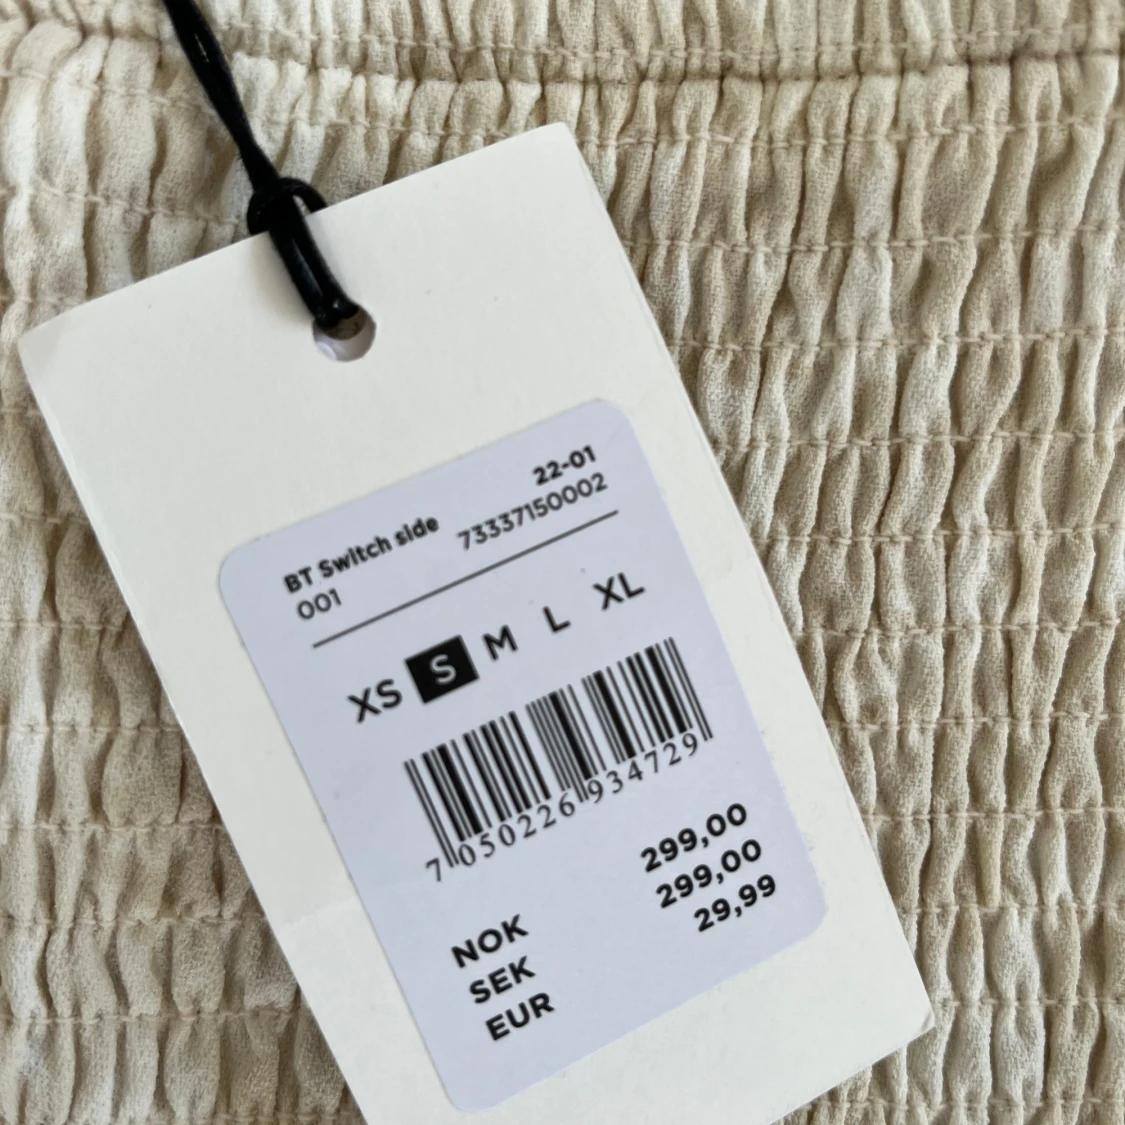 22-01
BT Switch side 73337150002
001
XS S M L XL
7 050226 934729
NOK 299,00
SEK 299,00
EUR 29,99